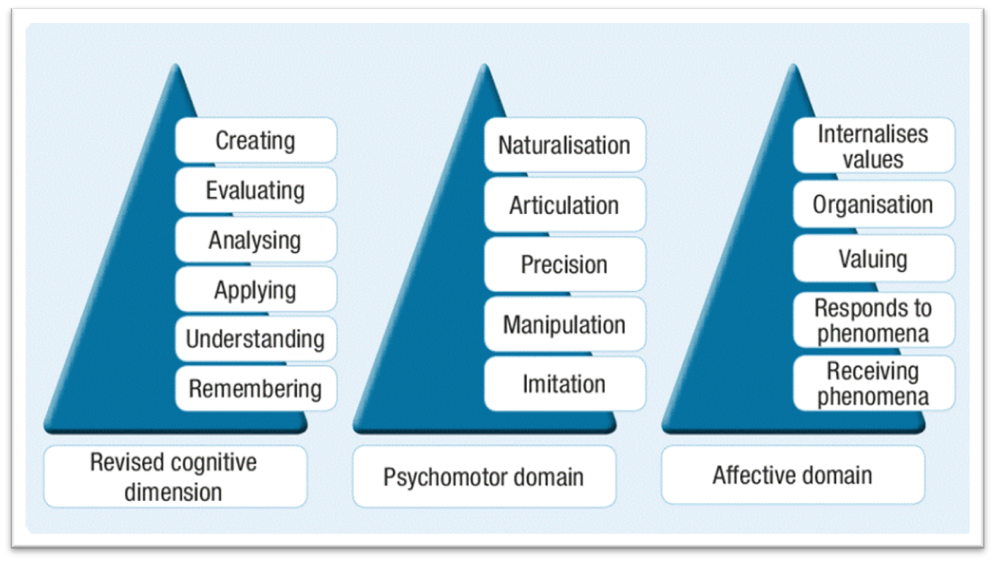 Creating
Evaluating
Analysing
Applying
Understanding
Remembering
Revised cognitive
dimension
Naturalisation
Articulation
Precision
Manipulation
Imitation
Psychomotor domain
Internalises
values
Organisation
Valuing
Responds to
phenomena
Receiving
phenomena
Affective domain